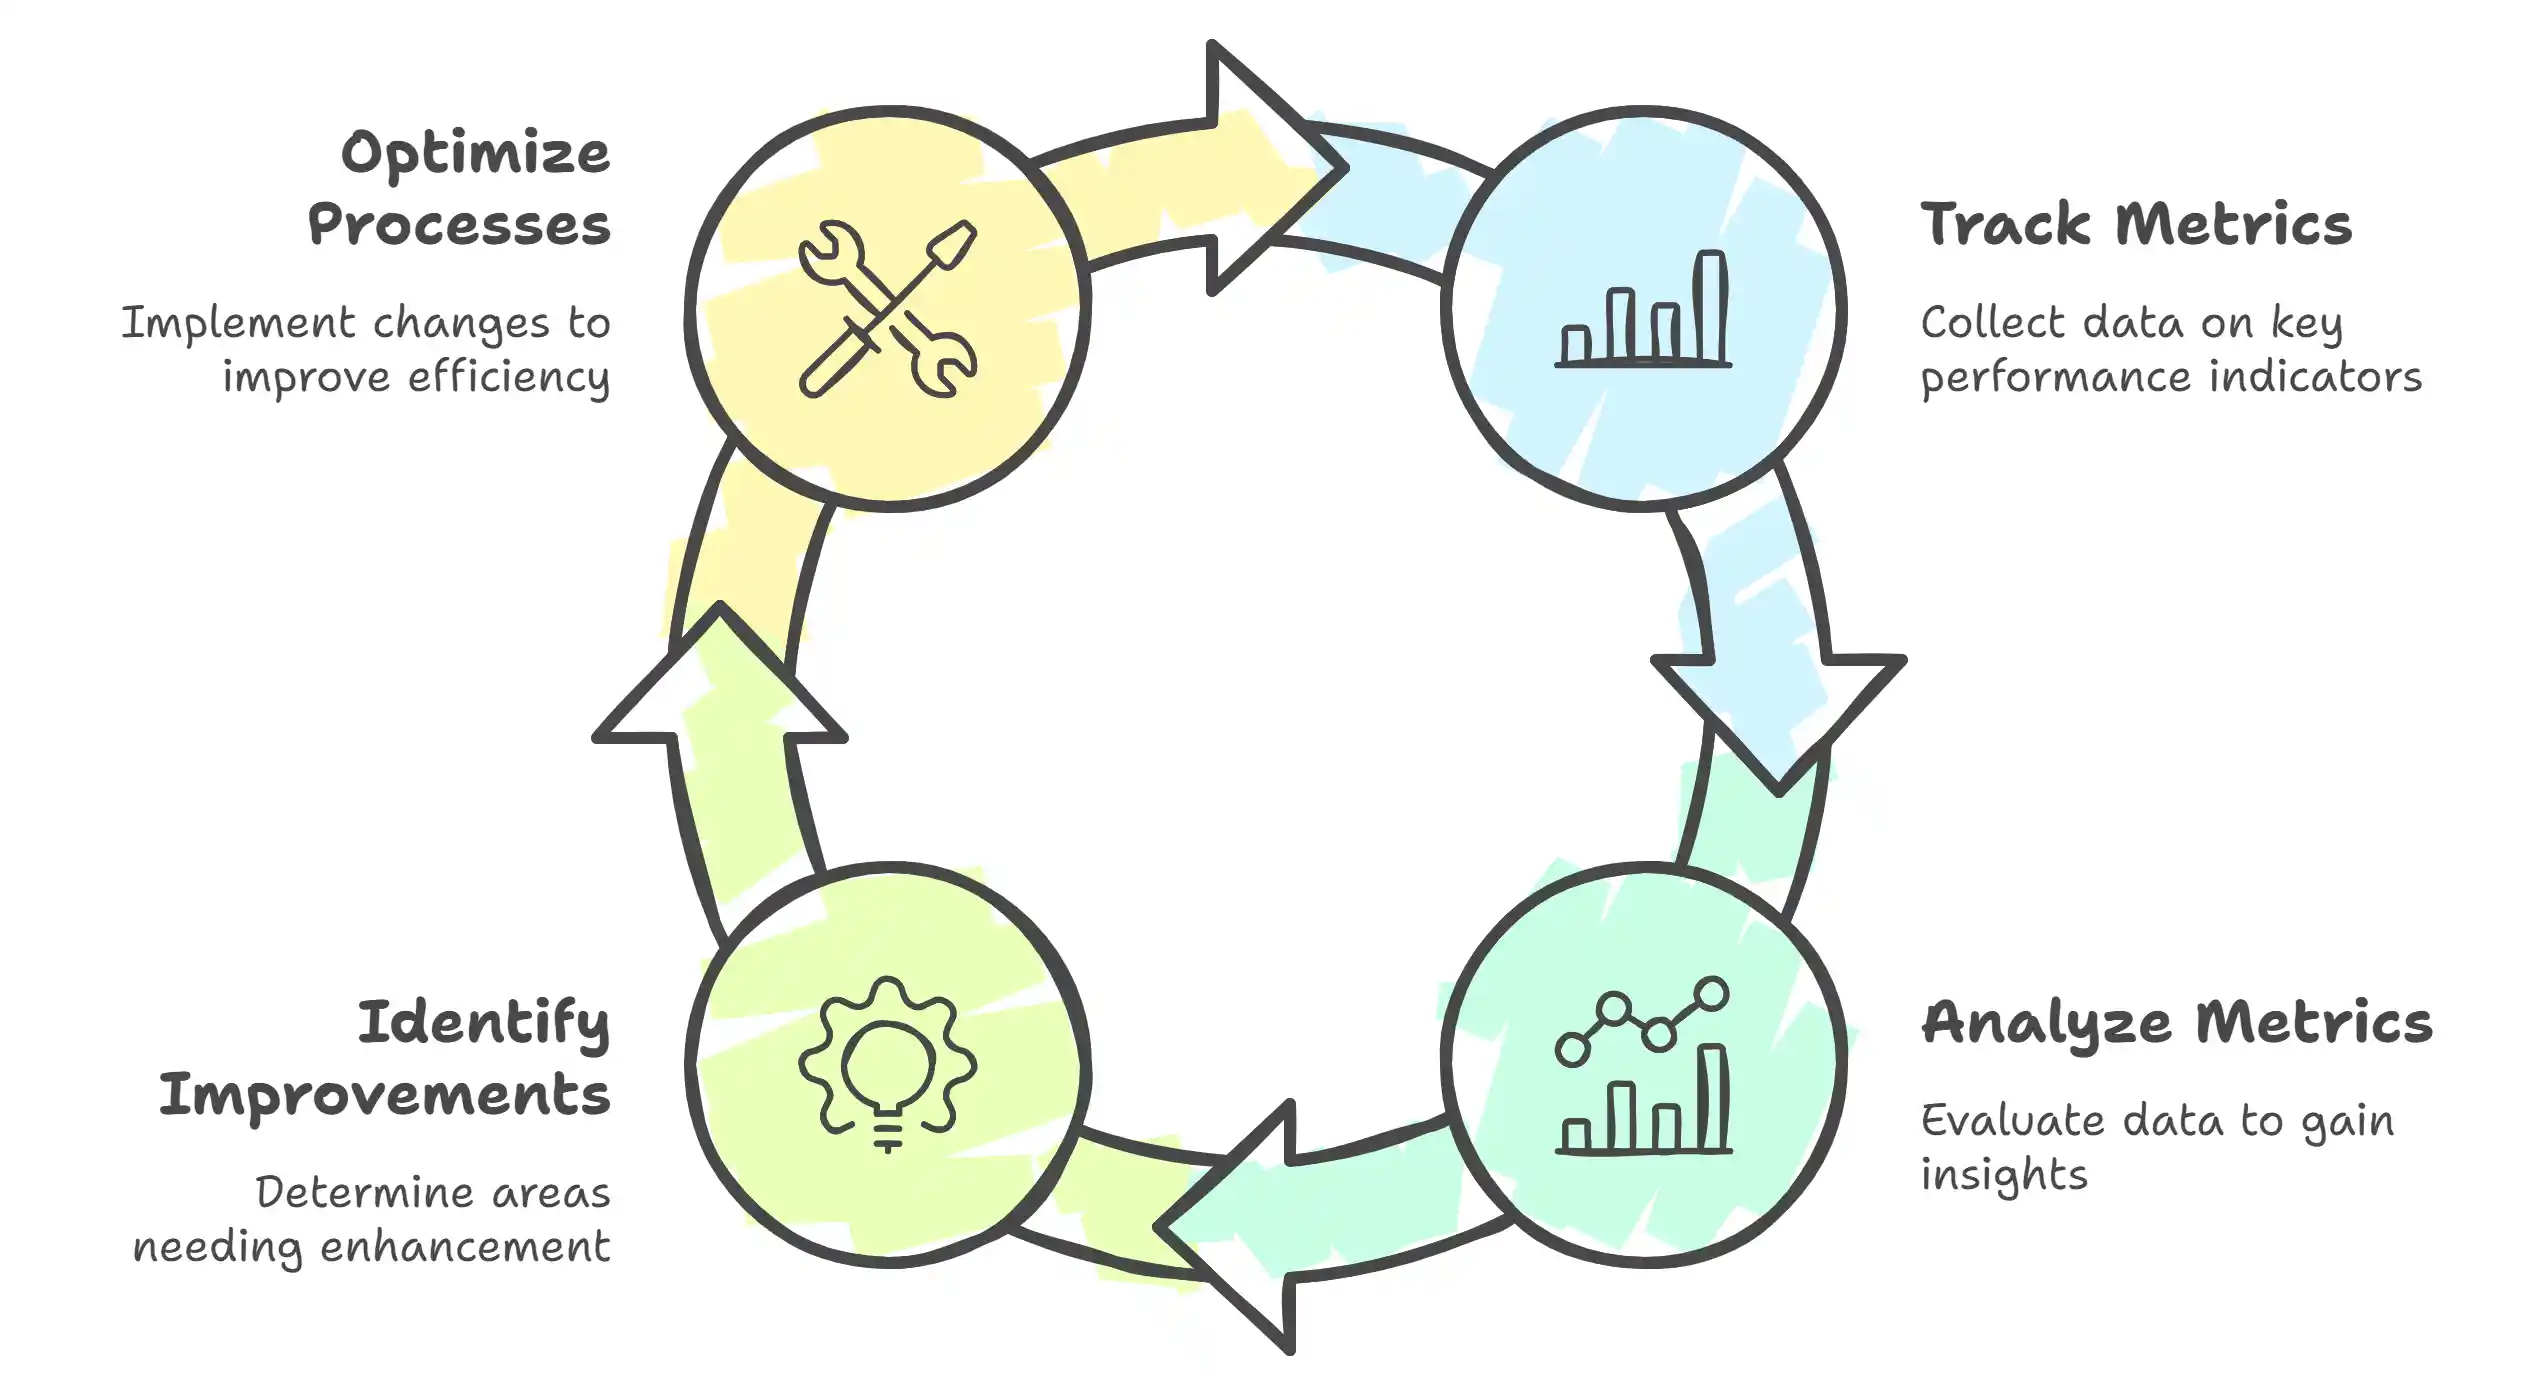 Optimize
Processes
Implement changes to
improve efficiency
Track Metrics
Collect data on key
performance indicators
Identify
Improvements
Determine areas
needing enhancement
Analyze Metrics
Evaluate data to gain
insights